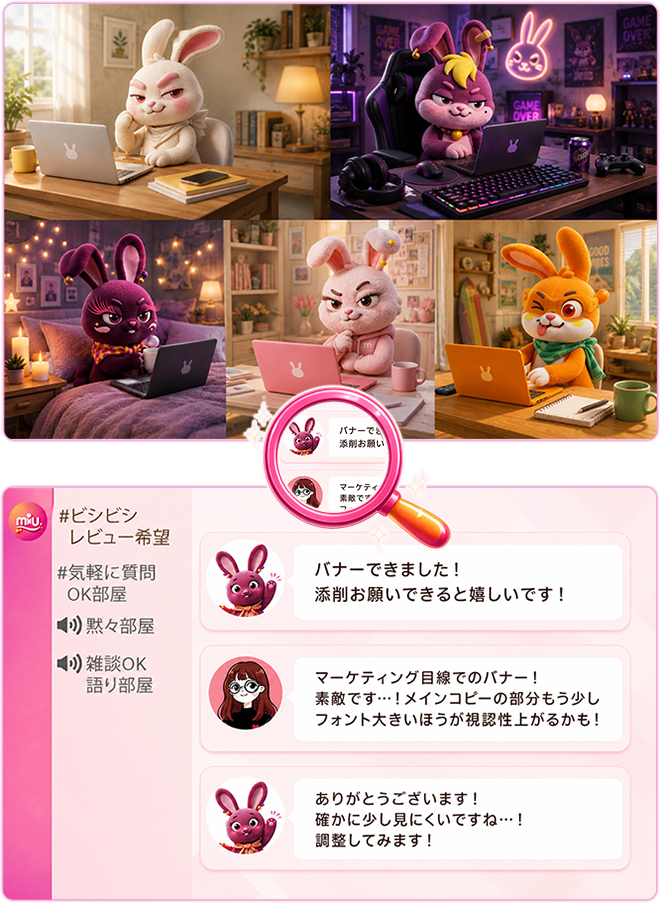 GAME
OVER
GAME
OVER
GOOD
VIBES
m
バナーでき
添削お願い
マーケティ
素敵です
mixU.
#ビシビシ
レビュー希望
#気軽に質問
OK部屋
黙々部屋
雑談OK
語り部屋
バナーできました！
添削お願いできると嬉しいです！
マーケティング目線でのバナー！
素敵です…！メインコピーの部分もう少し
フォント大きいほうが視認性上がるかも！
ありがとうございます！
確かに少し見にくいですね…！
調整してみます！